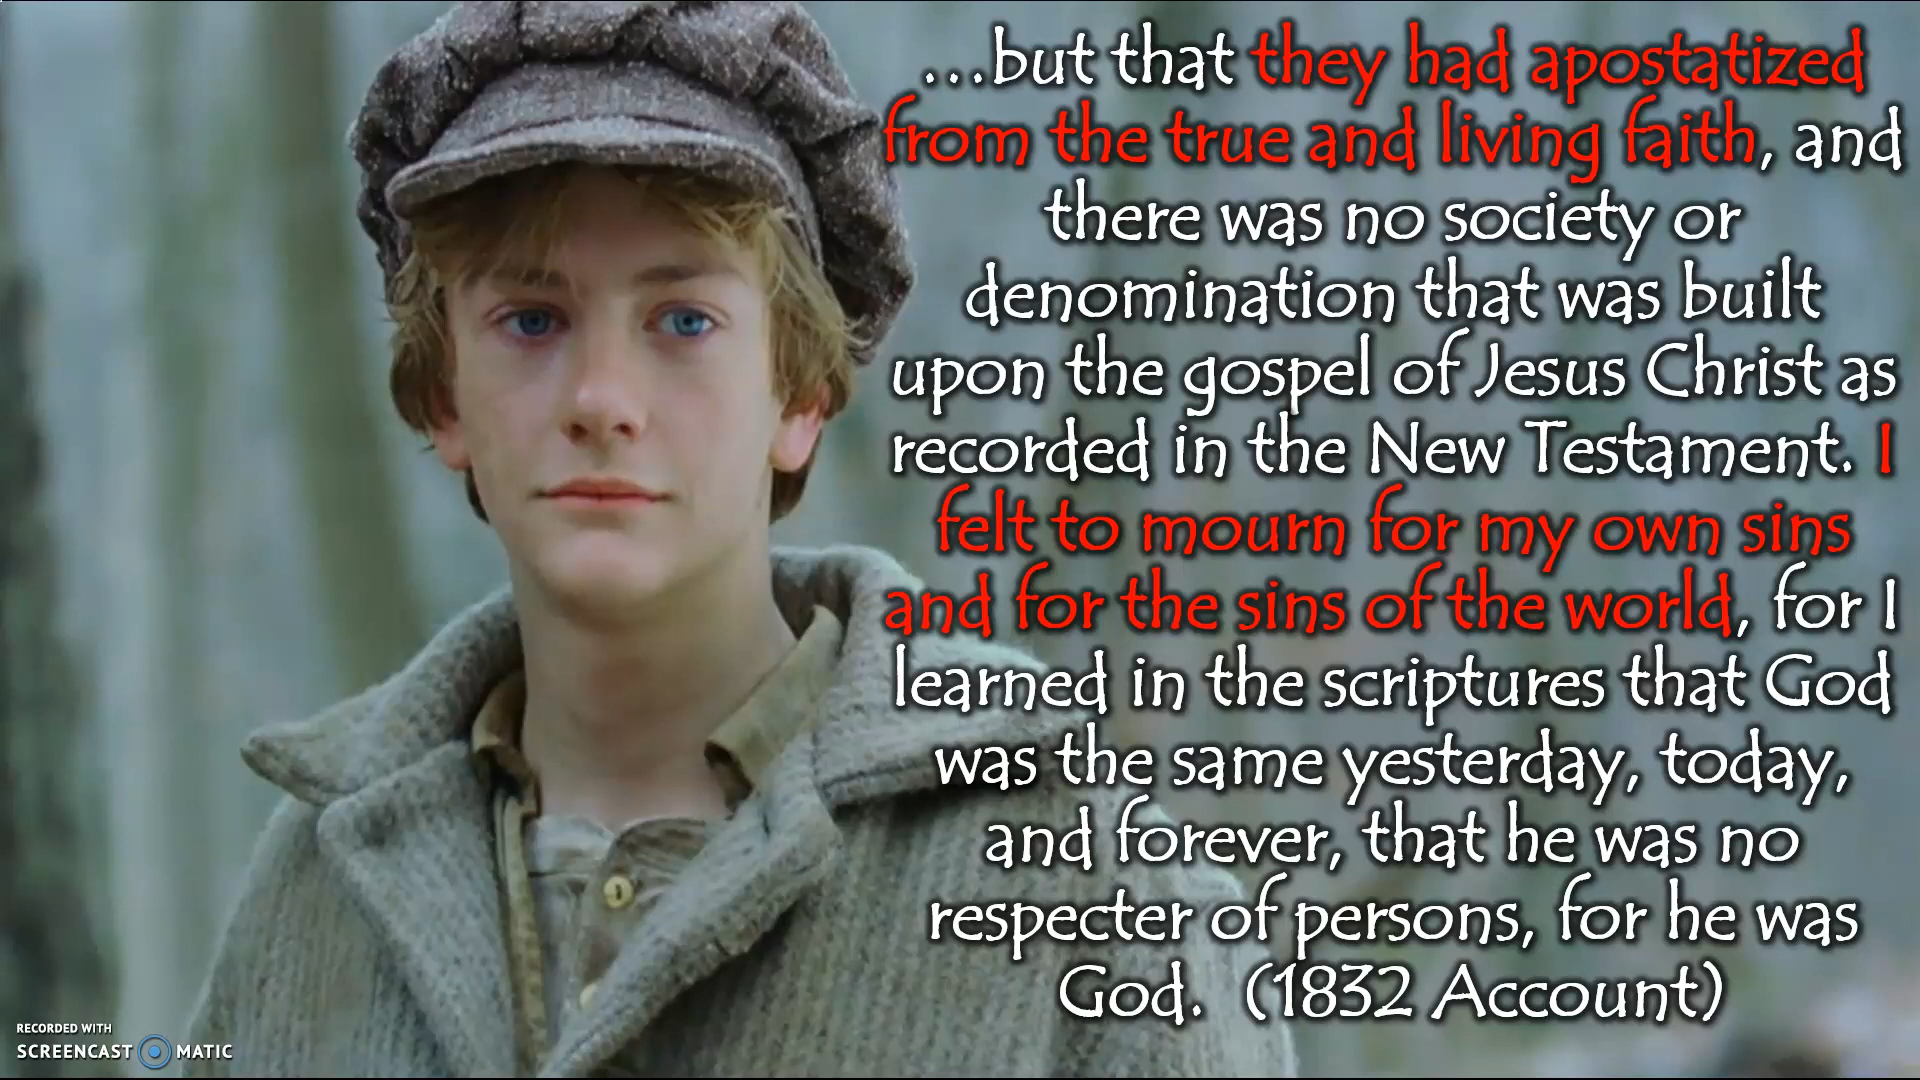 ...but that they had apostatized
from the true and living faith, and
there was no society or
denomination that was built
upon the gospel of Jesus Christ as
recorded in the New Testament. I
felt to mourn for my own sins
and for the sins of the world, for I
learned in the scriptures that God
was the same yesterday, today,
and forever, that he was no
respecter of persons, for he was
God. (1832 Account)
RECORDED WITH
SCREENCAST MATIC